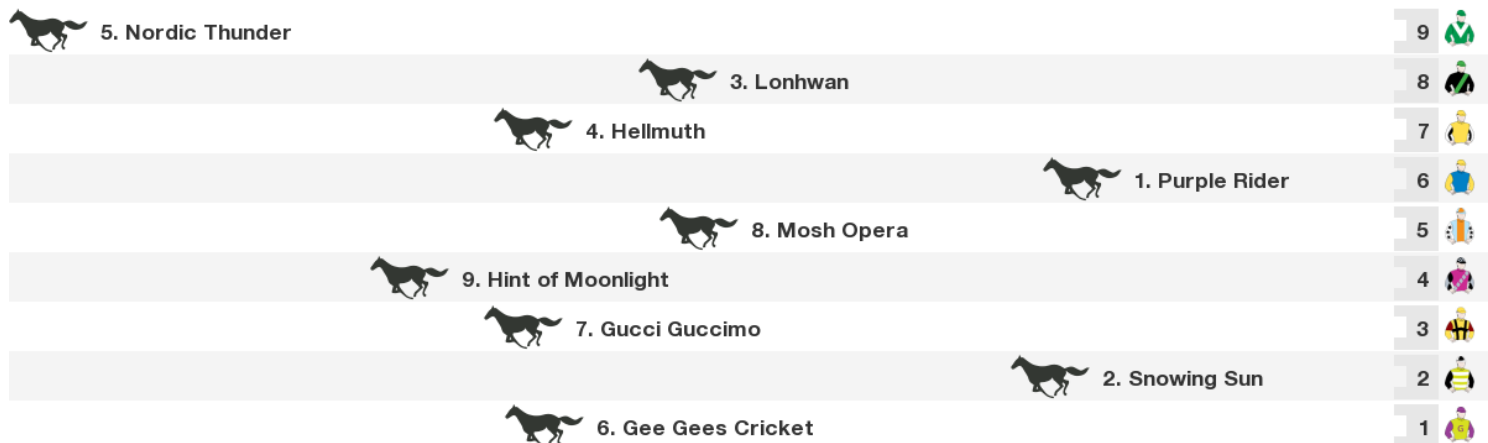 5. Nordic Thunder 9
3. Lonhwan 8
4. Hellmuth 7
1. Purple Rider 6
8. Mosh Opera 5
9. Hint of Moonlight 4
7. Gucci Guccimo 3
2. Snowing Sun 2
6. Gee Gees Cricket 1 G